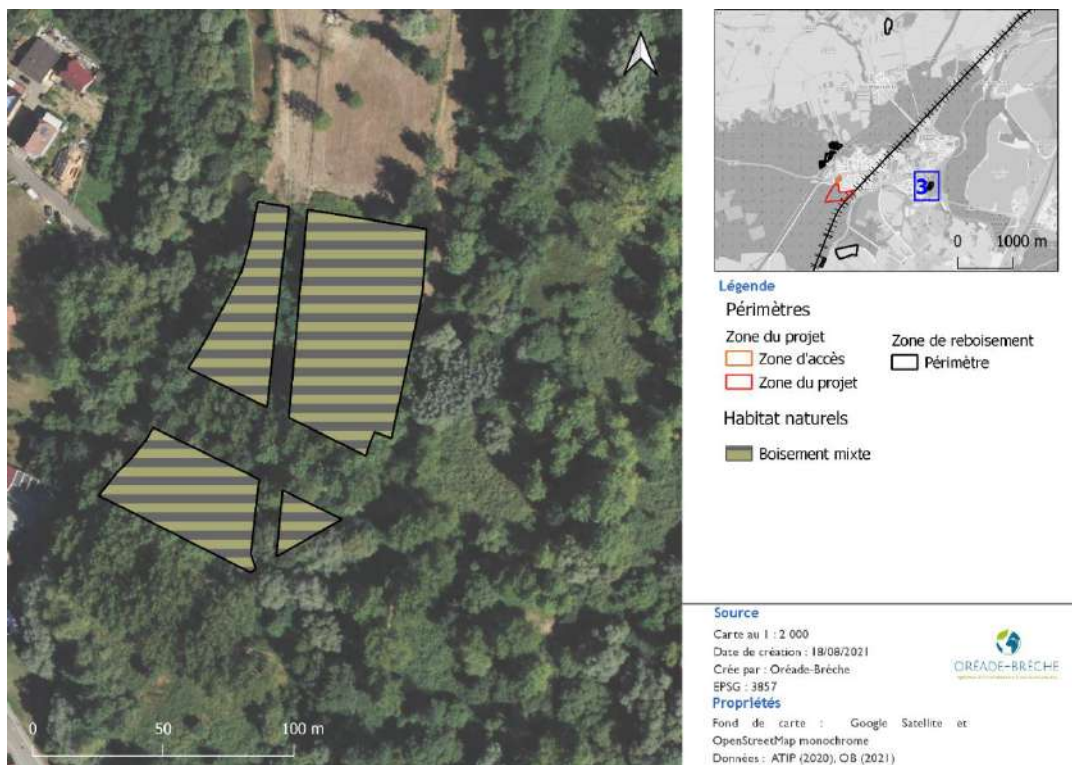 0 50 100 m
3
0 1000 m
Légende
Périmètres
Zone du projet
Zone d'accès
Zone du projet
Zone de reboisement
Périmètre
Habitat naturels
Boisement mixte
Source
Carte au 1 : 2 000
Date de création : 18/08/2021
Crée par : Oréade-Brèche
EPSG : 3857
Propriétés
Fond de carte : Google Satellite et
OpenStreetMap monochrome
Données : ATIP (2020), OB (2021)
ORÉADE-BRÈCHE